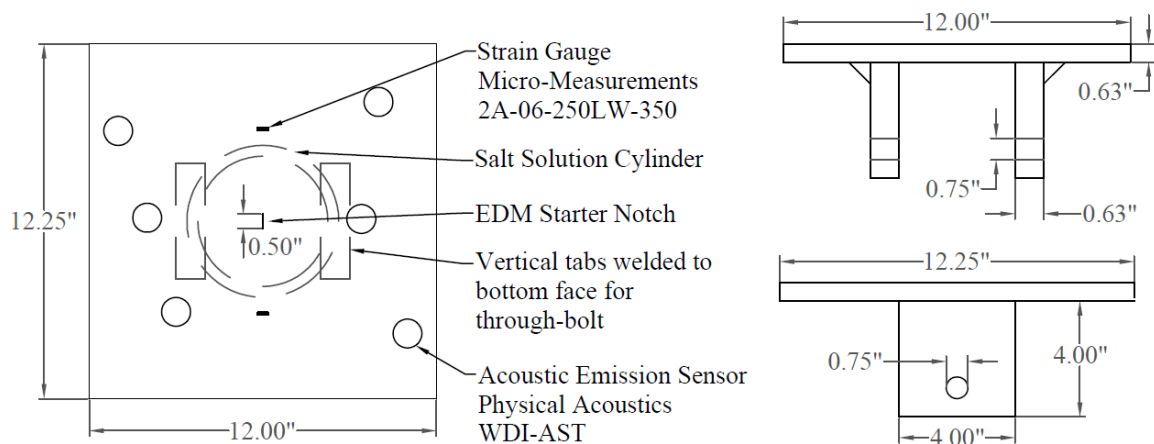 Strain Gauge
Micro-Measurements
2A-06-250LW-350
Salt Solution Cylinder
EDM Starter Notch
Vertical tabs welded to
bottom face for
through-bolt
Acoustic Emission Sensor
Physical Acoustics
WDI-AST
12.25"
0.50"
12.00"
12.00"
0.63"
0.75"
0.63"
12.25"
0.75"
4.00"
4.00"